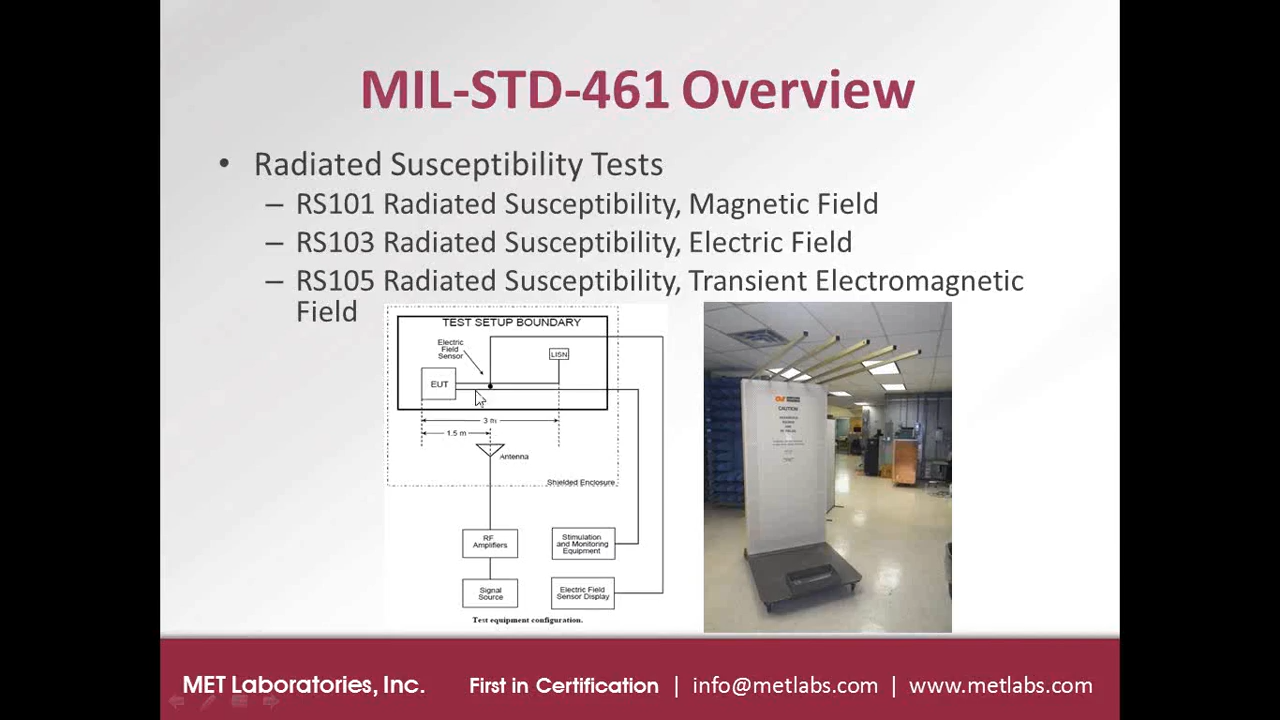 MIL-STD-461 Overview
• Radiated Susceptibility Tests
– RS101 Radiated Susceptibility, Magnetic Field
– RS103 Radiated Susceptibility, Electric Field
– RS105 Radiated Susceptibility, Transient Electromagnetic
Field
TEST SETUP BOUNDARY
Electric
Field
Sensor
LISN
EUT
3 m
1.5 m
Antenna
Shielded Enclosure
RF
Amplifiers
Stimulation
and Monitoring
Equipment
Signal
Source
Electric Field
Sensor Display
Test equipment configuration.
CAUTION
MET Laboratories, Inc. First in Certification | info@metlabs.com | www.metlabs.com